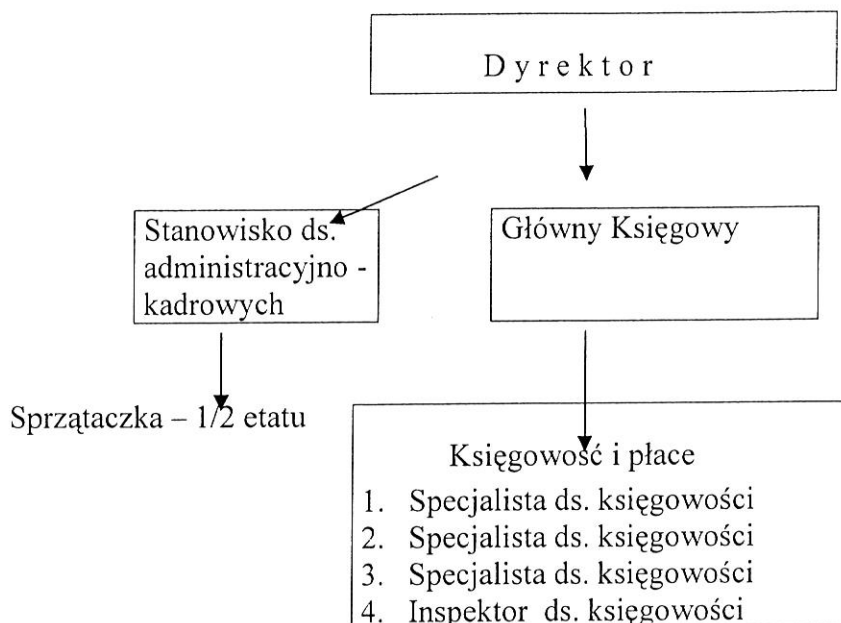 D y r e k t o r
Stanowisko ds.
administracyjno -
kadrowych
Główny Księgowy
Sprzątaczka – 1/2 etatu
Księgowość i płace
1. Specjalista ds. księgowości
2. Specjalista ds. księgowości
3. Specjalista ds. księgowości
4. Inspektor ds. księgowości